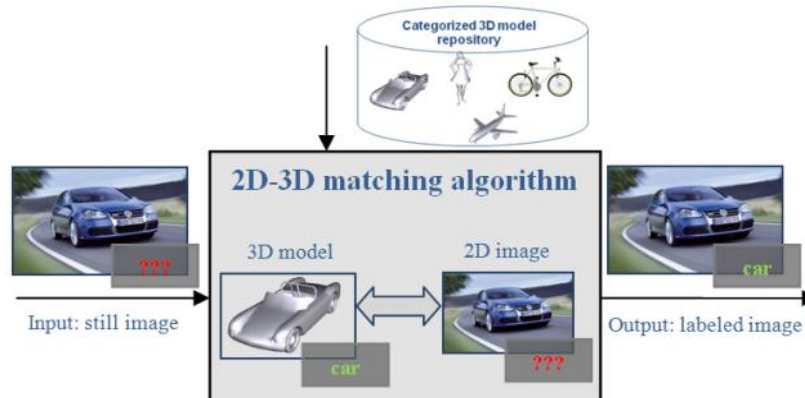 Categorized 3D model
repository
2D-3D matching algorithm
3D model
2D image
???
car
car
???
Input: still image
Output: labeled image